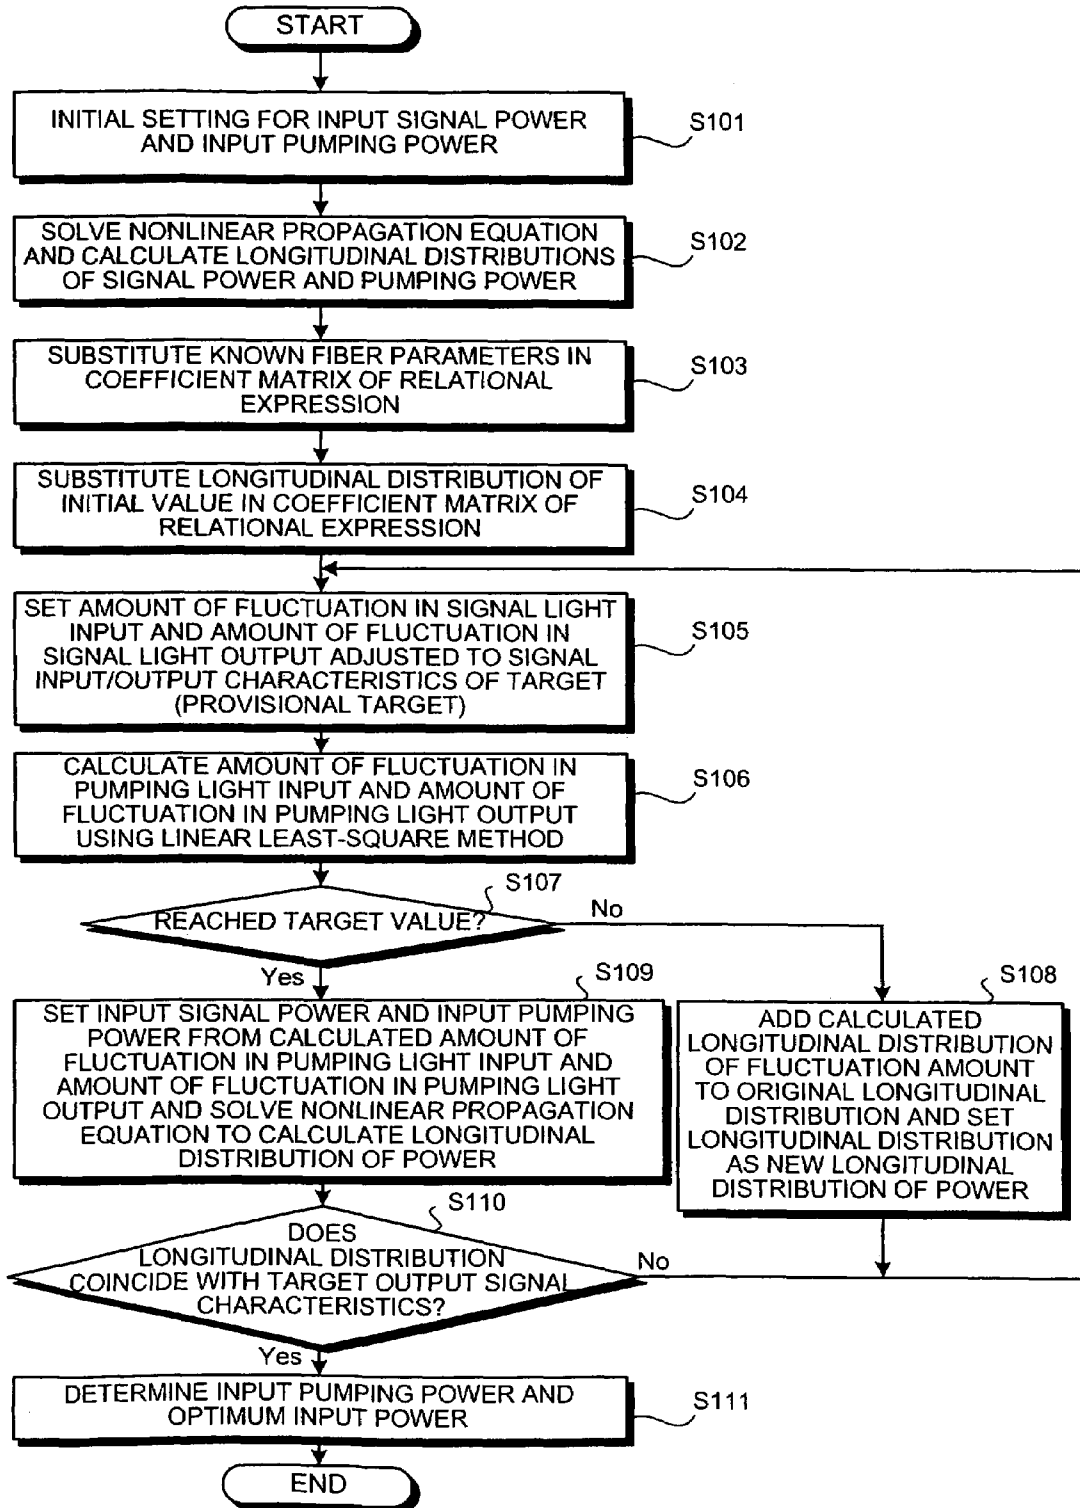 START
INITIAL SETTING FOR INPUT SIGNAL POWER
AND INPUT PUMPING POWER
S101
SOLVE NONLINEAR PROPAGATION EQUATION
AND CALCULATE LONGITUDINAL DISTRIBUTIONS
OF SIGNAL POWER AND PUMPING POWER
S102
SUBSTITUTE KNOWN FIBER PARAMETERS IN
COEFFICIENT MATRIX OF RELATIONAL
EXPRESSION
S103
SUBSTITUTE LONGITUDINAL DISTRIBUTION OF
INITIAL VALUE IN COEFFICIENT MATRIX OF
RELATIONAL EXPRESSION
S104
SET AMOUNT OF FLUCTUATION IN SIGNAL LIGHT
INPUT AND AMOUNT OF FLUCTUATION IN
SIGNAL LIGHT OUTPUT ADJUSTED TO SIGNAL
INPUT/OUTPUT CHARACTERISTICS OF TARGET
(PROVISIONAL TARGET)
S105
CALCULATE AMOUNT OF FLUCTUATION IN
PUMPING LIGHT INPUT AND AMOUNT OF
FLUCTUATION IN PUMPING LIGHT OUTPUT
USING LINEAR LEAST-SQUARE METHOD
S106
S107
REACHED TARGET VALUE?
No
Yes
S109
SET INPUT SIGNAL POWER AND INPUT PUMPING
POWER FROM CALCULATED AMOUNT OF
FLUCTUATION IN PUMPING LIGHT INPUT AND
AMOUNT OF FLUCTUATION IN PUMPING LIGHT
OUTPUT AND SOLVE NONLINEAR PROPAGATION
EQUATION TO CALCULATE LONGITUDINAL
DISTRIBUTION OF POWER
S108
ADD CALCULATED
LONGITUDINAL DISTRIBUTION
OF FLUCTUATION AMOUNT
TO ORIGINAL LONGITUDINAL
DISTRIBUTION AND SET
LONGITUDINAL DISTRIBUTION
AS NEW LONGITUDINAL
DISTRIBUTION OF POWER
S110
DOES
LONGITUDINAL DISTRIBUTION
COINCIDE WITH TARGET OUTPUT SIGNAL
CHARACTERISTICS?
No
Yes
DETERMINE INPUT PUMPING POWER AND
OPTIMUM INPUT POWER
S111
END